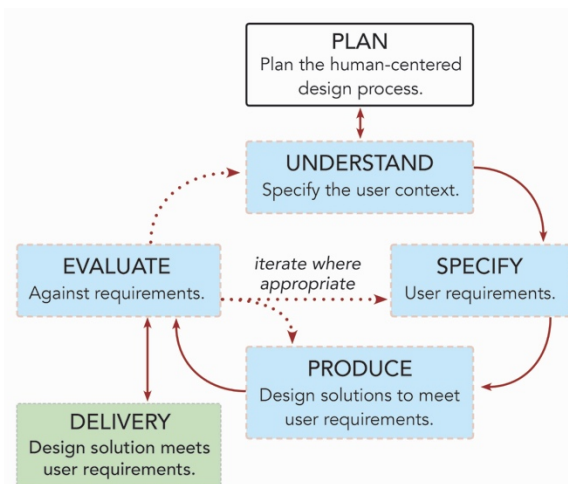 PLAN
Plan the human-centered
design process.
UNDERSTAND
Specify the user context.
EVALUATE
Against requirements.
iterate where
appropriate
SPECIFY
User requirements.
PRODUCE
Design solutions to meet
user requirements.
DELIVERY
Design solution meets
user requirements.